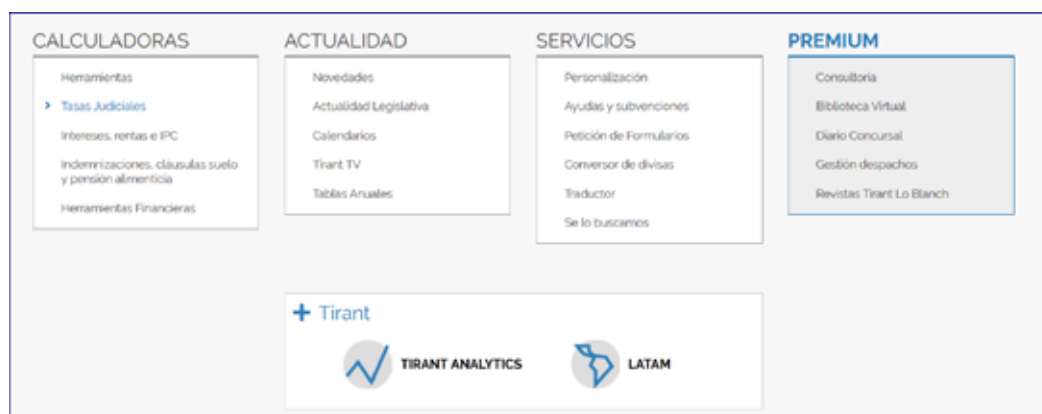 CALCULADORAS
Herramientas
Tasas Judiciales
Intereses, rentas e IPC
Indemnizaciones, cláusulas suelo
y pensión alimenticia
Herramientas Financieras
ACTUALIDAD
Novedades
Actualidad Legislativa
Calendarios
Tirant TV
Tablas Anuales
SERVICIOS
Personalización
Ayudas y subvenciones
Petición de Formularios
Conversor de divisas
Traductor
Se lo buscamos
PREMIUM
Consultoria
Biblioteca Virtual
Diario Concursal
Gestión despachos
Revistas Tirant Lo Blanch
+ Tirant
TIRANT ANALYTICS
LATAM